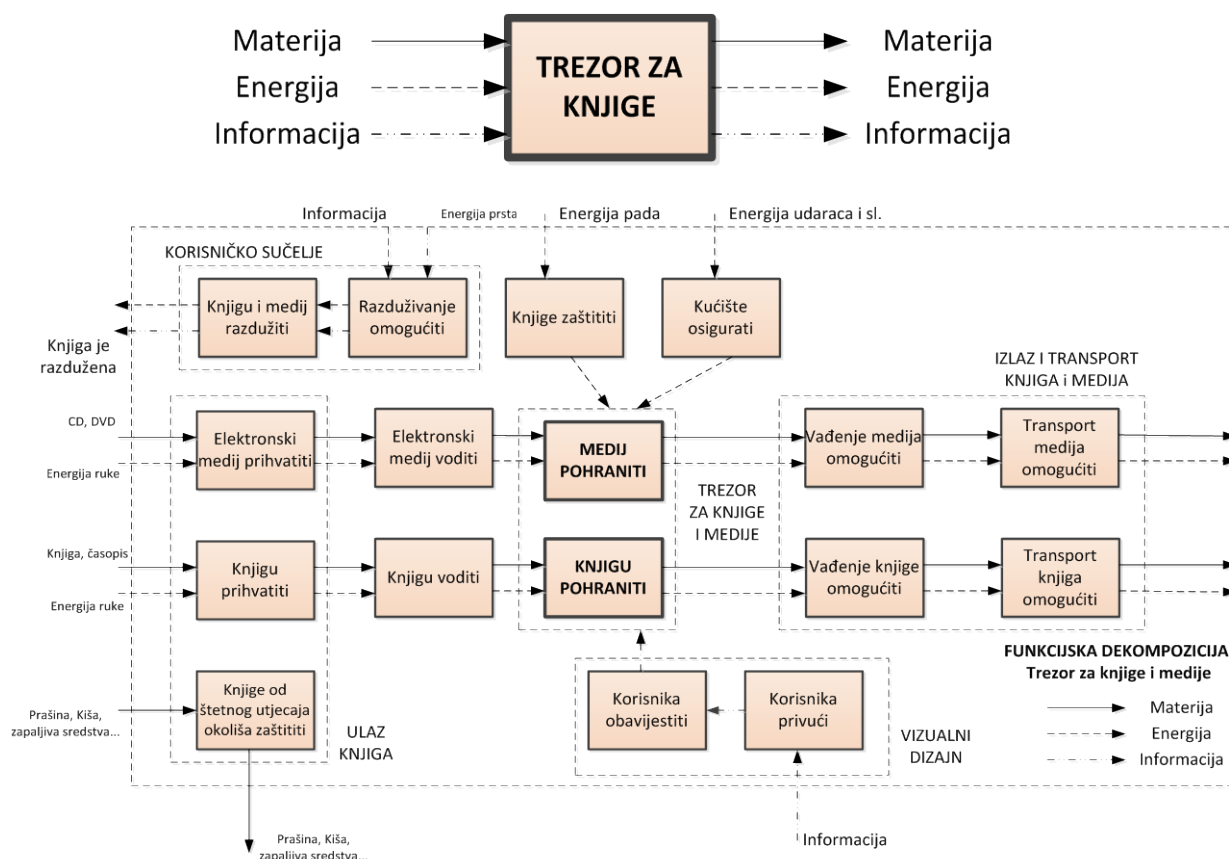 Materija
Energija
Informacija
TREZOR ZA
KNJIGE
Materija
Energija
Informacija
Informacija
Energija prsta
Energija pada
Energija udaraca i sl.
KORISNIČKO SUČELJE
Knjigu i medij
razdužiti
Razduživanje
omogućiti
Knjige zaštititi
Kućište
osigurati
Knjiga je
razdužena
IZLAZ I TRANSPORT
KNJIGA i MEDIJA
CD, DVD
Energija ruke
Elektronski
medij prihvatiti
Elektronski
medij voditi
MEDIJ
POHRANITI
Vađenje medija
omogućiti
Transport
medija
omogućiti
TREZOR
ZA KNJIGE
I MEDIJE
Knjiga, časopis
Energija ruke
Knjigu
prihvatiti
Knjigu voditi
KNJIGU
POHRANITI
Vađenje knjige
omogućiti
Transport
knjiga
omogućiti
Prašina, Kiša,
zapaljiva sredstva...
Knjige od
štetnog utjecaja
okoliša zaštititi
ULAZ
KNJIGA
Korisnika
obavijestiti
Korisnika
privući
VIZUALNI
DIZAJN
FUNKCIJSKA DEKOMPOZICIJA
Trezor za knjige i medije
Materija
Energija
Informacija
Prašina, Kiša,
zapaljiva sredstva...
Informacija